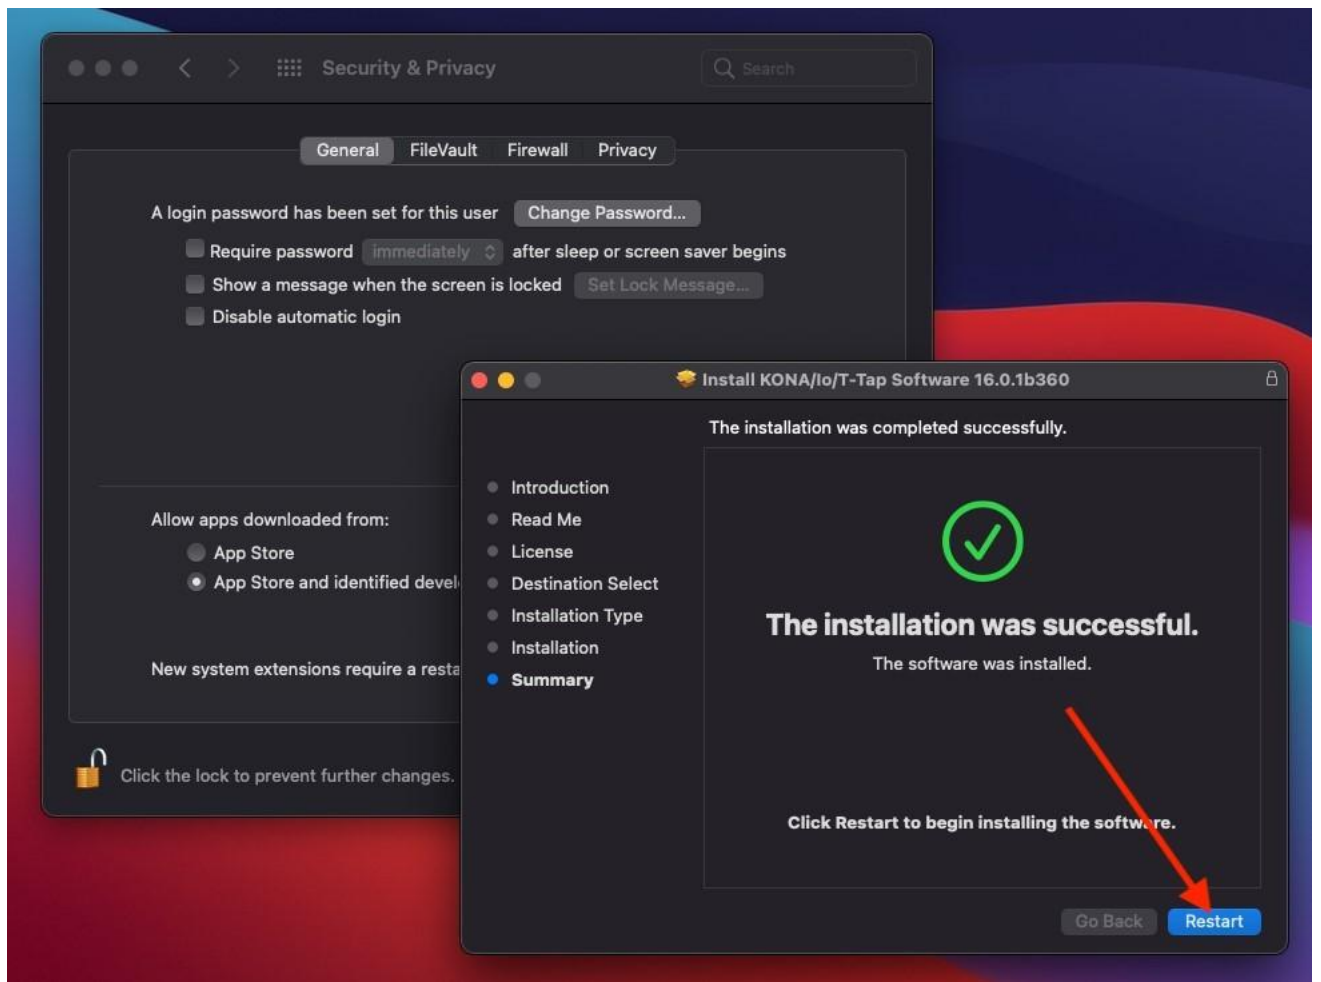 Security & Privacy
Search
General FileVault Firewall Privacy
A login password has been set for this user Change Password...
Require password immediately after sleep or screen saver begins
Show a message when the screen is locked Set Lock Message...
Disable automatic login
Allow apps downloaded from:
App Store
App Store and identified devel
New system extensions require a resta
Click the lock to prevent further changes.
Install KONA/Io/T-Tap Software 16.0.1b360
The installation was completed successfully.
Introduction
Read Me
License
Destination Select
Installation Type
Installation
Summary
The installation was successful.
The software was installed.
Click Restart to begin installing the software.
Go Back Restart